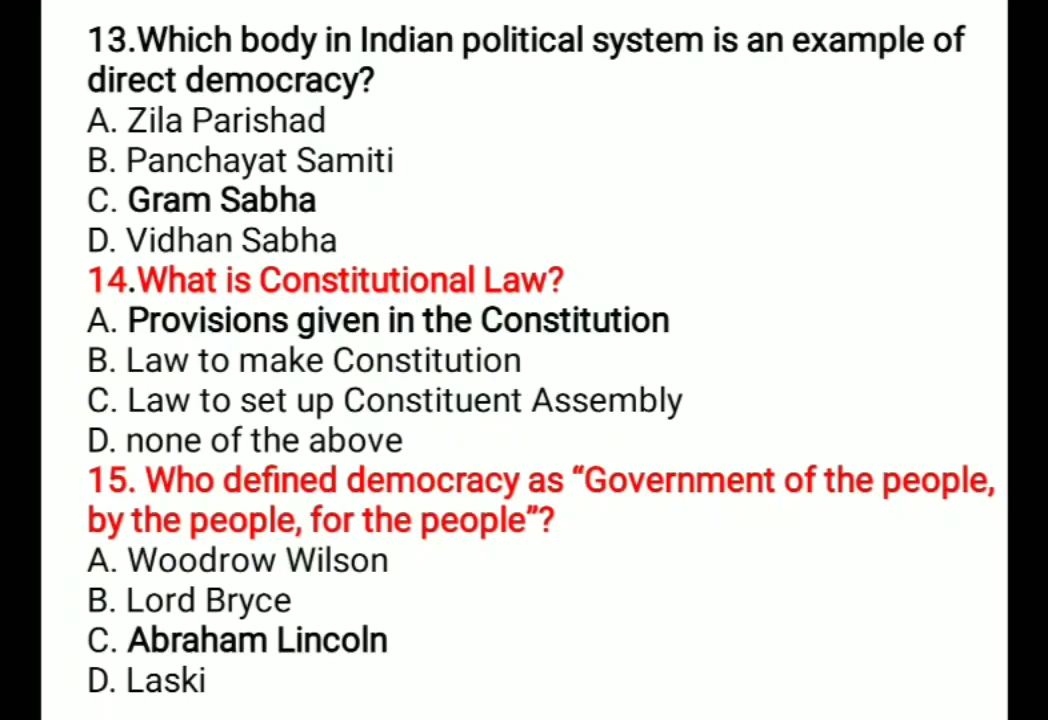 13.Which body in Indian political system is an example of
direct democracy?
A. Zila Parishad
B. Panchayat Samiti
C. Gram Sabha
D. Vidhan Sabha
14.What is Constitutional Law?
A. Provisions given in the Constitution
B. Law to make Constitution
C. Law to set up Constituent Assembly
D. none of the above
15. Who defined democracy as “Government of the people,
by the people, for the people”?
A. Woodrow Wilson
B. Lord Bryce
C. Abraham Lincoln
D. Laski